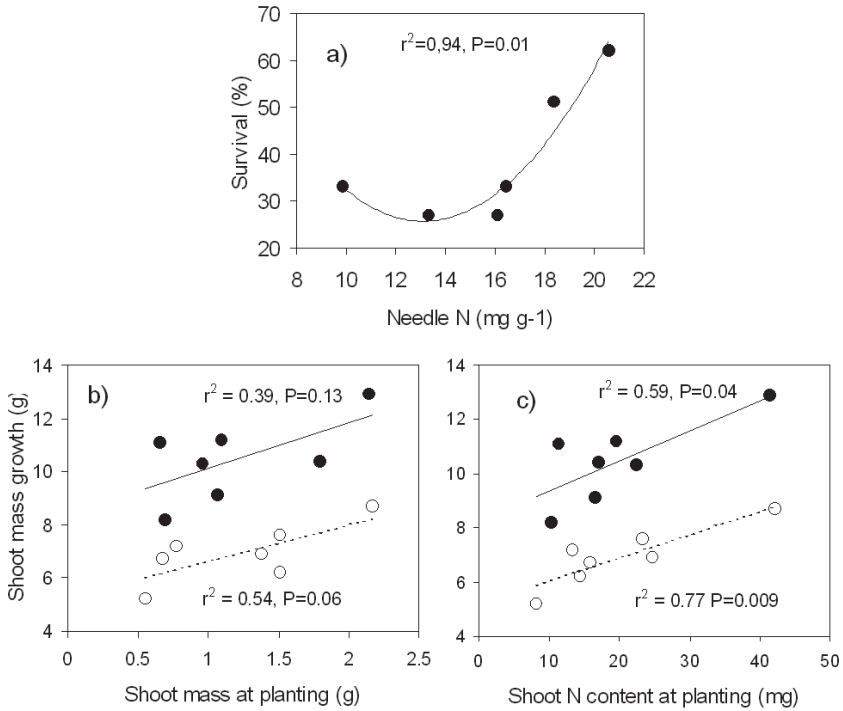 70
60
50
40
30
20
Survival (%)
a)
r²=0,94, P=0.01
8 10 12 14 16 18 20 22
Needle N (mg g-1)
14
12
10
8
6
4
Shoot mass growth (g)
b)
r² = 0.39, P=0.13
r² = 0.54, P=0.06
0 0.5 1 1.5 2 2.5
Shoot mass at planting (g)
14
12
10
8
6
4
c)
r² = 0.59, P=0.04
r² = 0.77 P=0.009
0 10 20 30 40 50
Shoot N content at planting (mg)